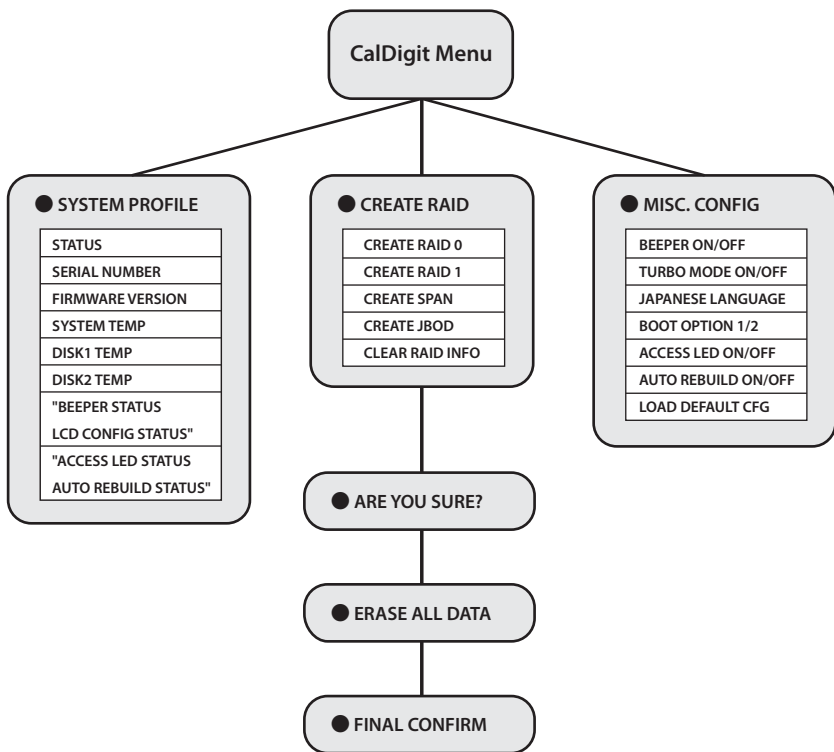 CalDigit Menu
● SYSTEM PROFILE
STATUS
SERIAL NUMBER
FIRMWARE VERSION
SYSTEM TEMP
DISK1 TEMP
DISK2 TEMP
"BEEPER STATUS
LCD CONFIG STATUS"
"ACCESS LED STATUS
AUTO REBUILD STATUS"
● CREATE RAID
CREATE RAID 0
CREATE RAID 1
CREATE SPAN
CREATE JBOD
CLEAR RAID INFO
● ARE YOU SURE?
● ERASE ALL DATA
● FINAL CONFIRM
● MISC. CONFIG
BEEPER ON/OFF
TURBO MODE ON/OFF
JAPANESE LANGUAGE
BOOT OPTION 1/2
ACCESS LED ON/OFF
AUTO REBUILD ON/OFF
LOAD DEFAULT CFG